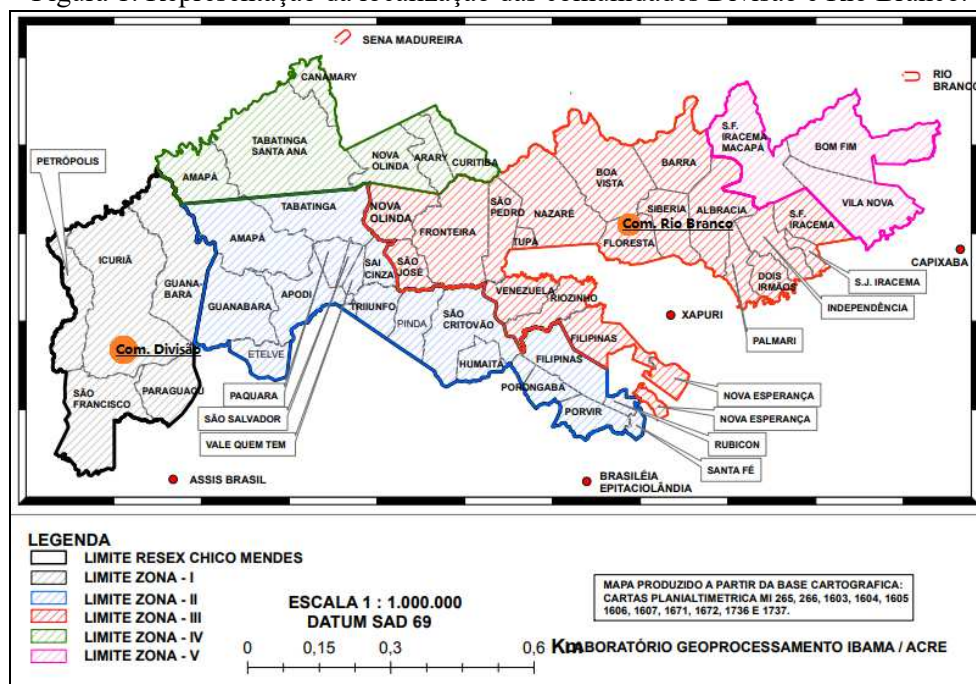 Figura 1: Representação da localização das comunidades Divisão e Rio Branco.
SENA MADUREIRA
RIO
BRANCO
CANAMARY
TABATINGA
SANTA ANA
AMAPÁ
NOVA
OLINDA
ARARY
CURITIBA
S.F.
IRACEMA
MACAPÁ
BOM FIM
VILA NOVA
PETRÓPOLIS
ICURIÃ
GUANA-
BARA
Com. Divisão
SÃO
FRANCISCO
PARAGUAÇU
TABATINGA
AMAPÁ
GUANABARA
APODI
SAI
CINZA
TRIIUNFO
PINDA
SÃO
CRITOVÃO
ETELVE
HUMAITÁ
PAQUARA
SÃO SALVADOR
VALE QUEM TEM
NOVA
OLINDA
FRONTEIRA
SÃO
JOSÉ
SÃO
PEDRO
NAZARÉ
TUPÁ
BOA
VISTA
BARRA
SIBERIA
ALBRACIA
Com. Rio Branco
FLORESTA
S.F.
IRACEMA
DOIS
IRMÃOS
CAPIXABA
S.J. IRACEMA
INDEPENDÊNCIA
PALMARI
XAPURI
VENEZUELA
RIOZINHO
FILIPINAS
FILIPINAS
PORONGABA
PORVIR
NOVA ESPERANÇA
NOVA ESPERANÇA
RUBICON
SANTA FÉ
ASSIS BRASIL
BRASILÉIA
EPITACIOLÂNDIA
LEGENDA
LIMITE RESEX CHICO MENDES
LIMITE ZONA - I
LIMITE ZONA - II
LIMITE ZONA - III
LIMITE ZONA - IV
LIMITE ZONA - V
ESCALA 1 : 1.000.000
DATUM SAD 69
0 0,15 0,3 0,6 Km
MAPA PRODUZIDO A PARTIR DA BASE CARTOGRAFICA:
CARTAS PLANIALTIMETRICA MI 265, 266, 1603, 1604, 1605
1606, 1607, 1671, 1672, 1736 E 1737.
LABORATÓRIO GEOPROCESSAMENTO IBAMA / ACRE